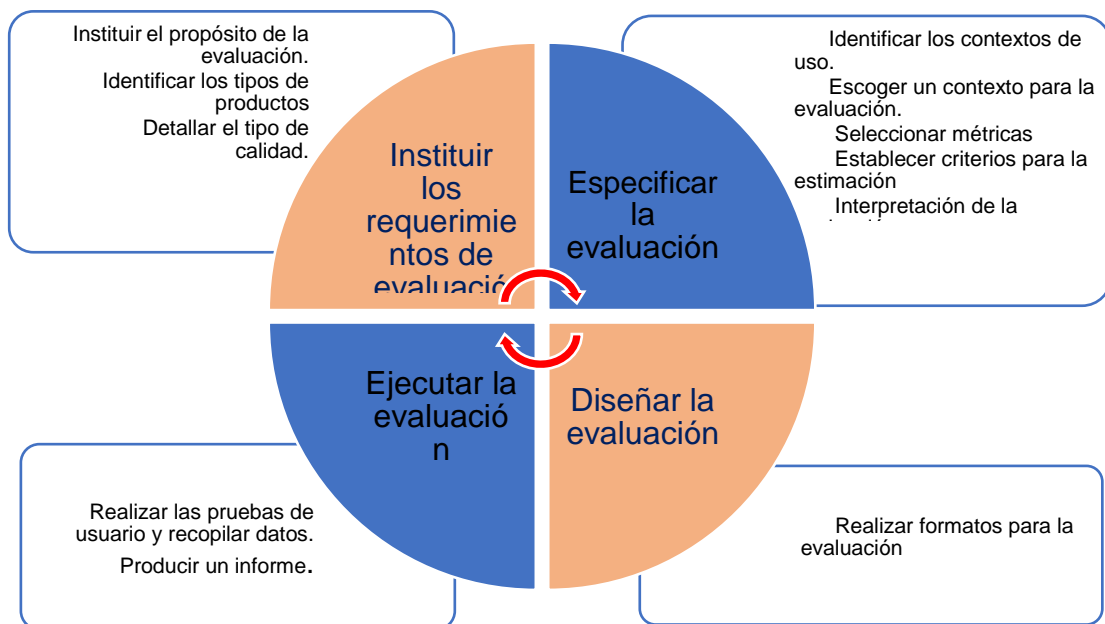 Instituir el propósito de la
evaluación.
Identificar los tipos de
productos
Detallar el tipo de
calidad.
Instituir
los
requerimie
ntos de
Especificar
la
evaluación
Identificar los contextos de
uso.
Escoger un contexto para la
evaluación.
Seleccionar métricas
Establecer criterios para la
estimación
Interpretación de la
Ejecutar la
evaluació
n
Diseñar la
evaluación
Realizar las pruebas de
usuario y recopilar datos.
Producir un informe.
Realizar formatos para la
evaluación